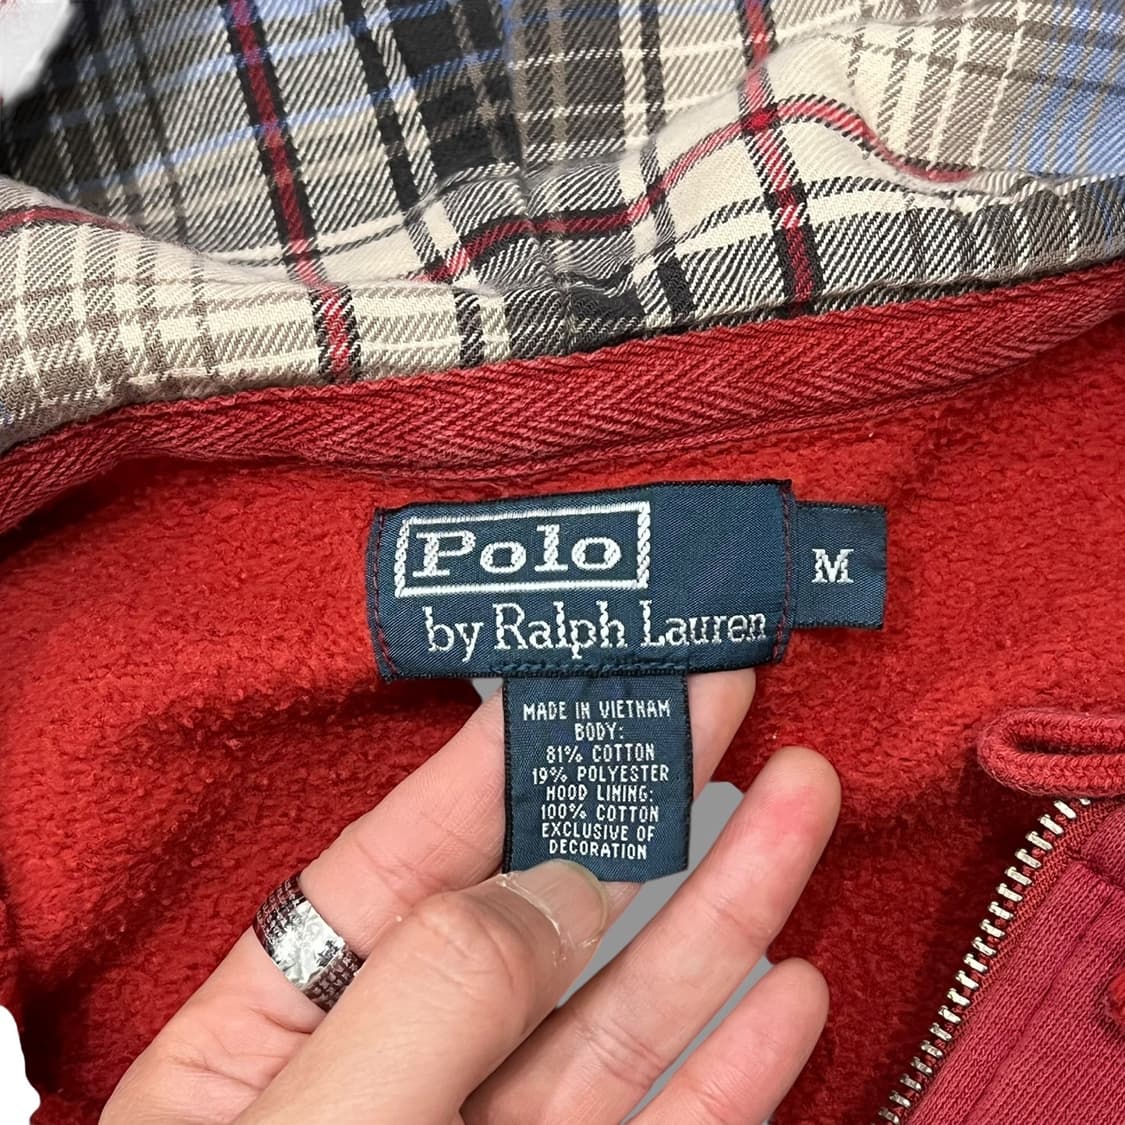 Polo
by Ralph Lauren
M
MADE IN VIETNAM
BODY:
81% COTTON
19% POLYESTER
HOOD LINING:
100% COTTON
EXCLUSIVE OF
DECORATION